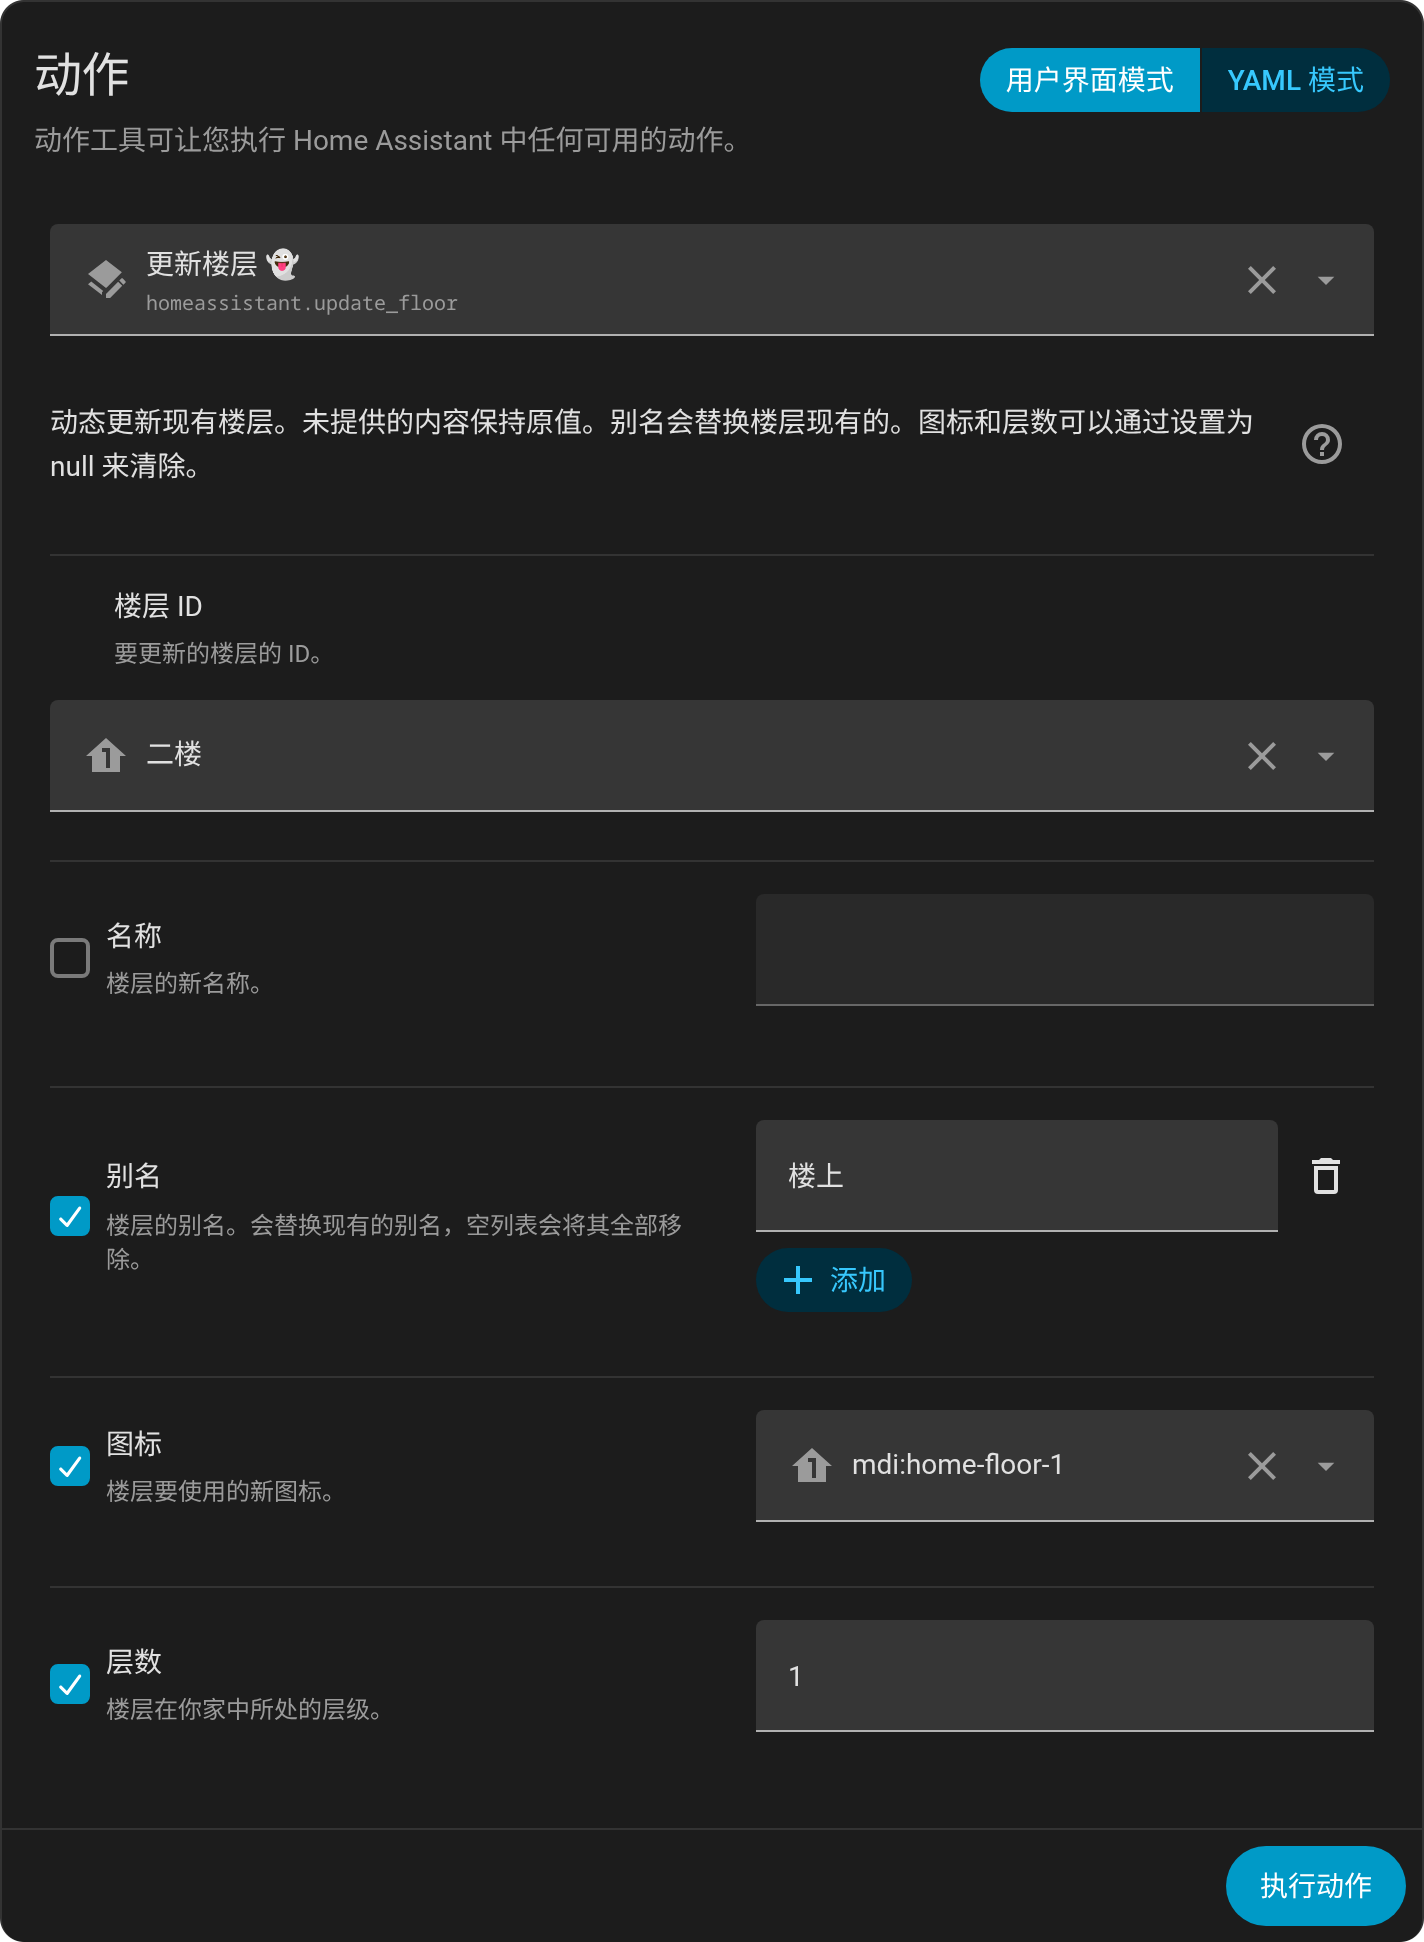 动作
用户界面模式
YAML 模式
动作工具可让您执行 Home Assistant 中任何可用的动作。
更新楼层 👻
homeassistant.update_floor
动态更新现有楼层。未提供的内容保持原值。别名会替换楼层现有的。图标和层数可以通过设置为
null 来清除。
楼层 ID
要更新的楼层的 ID。
二楼
名称
楼层的新名称。
别名
楼层的别名。会替换现有的别名，空列表会将其全部移
除。
楼上
添加
图标
楼层要使用的新图标。
mdi:home-floor-1
层数
楼层在你家中所处的层级。
1
执行动作